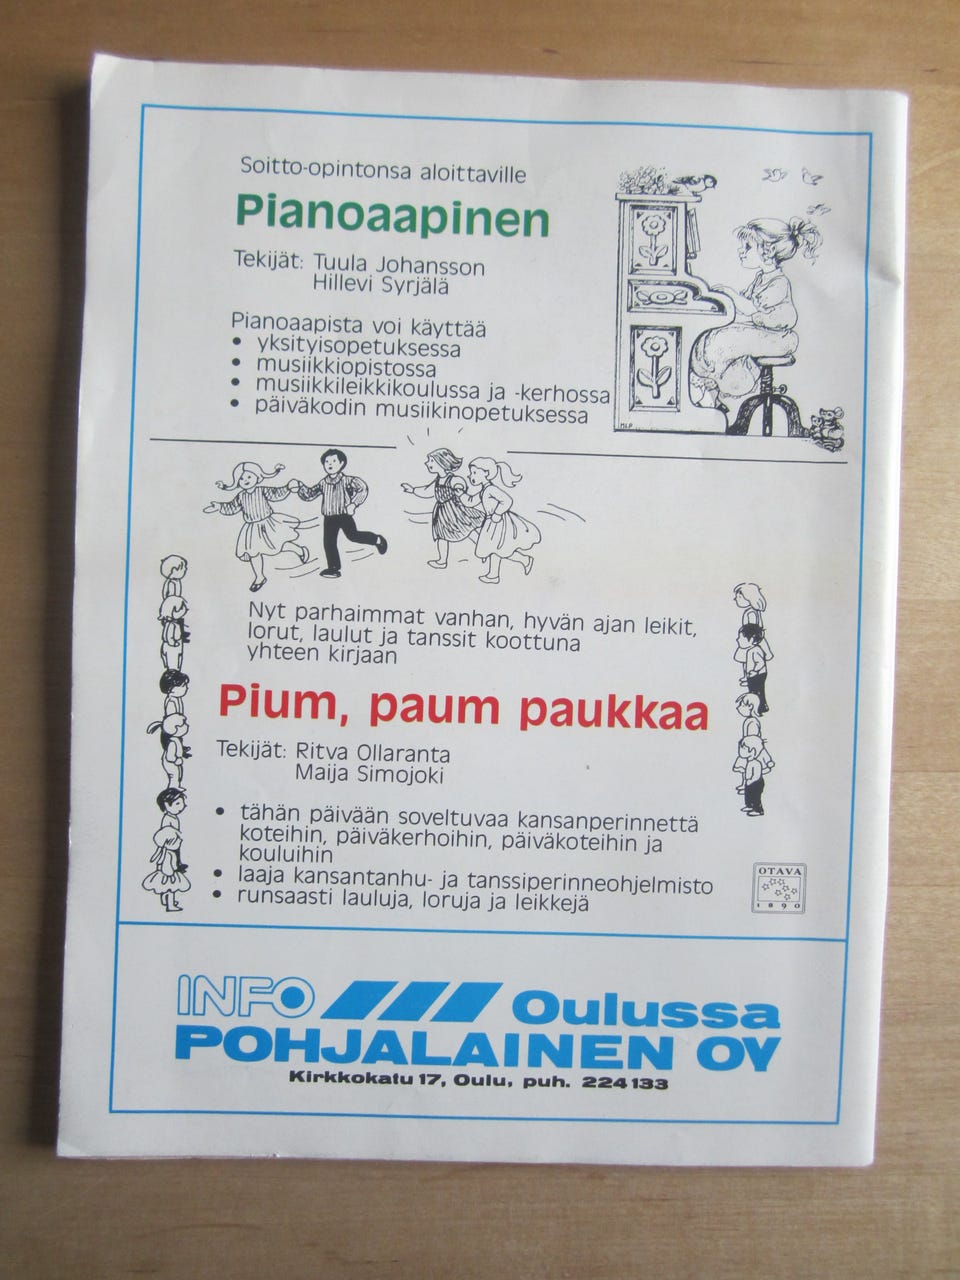 Soitto-opintonsa aloittaville
Pianoaapinen
Tekijät: Tuula Johansson
Hillevi Syrjälä
Pianoaapista voi käyttää
• yksityisopetuksessa
• musiikkiopistossa
• musiikkileikkikoulussa ja -kerhossa
• päiväkodin musiikinopetuksessa
MLP
Nyt parhaimmat vanhan, hyvän ajan leikit,
lorut, laulut ja tanssit koottuna
yhteen kirjaan
Pium, paum paukkaa
Tekijät: Ritva Ollaranta
Maija Simojoki
• tähän päivään soveltuvaa kansanperinnettä
koteihin, päiväkerhoihin, päiväkoteihin ja
kouluihin
• laaja kansantanhu- ja tanssiperinneohjelmisto
• runsaasti lauluja, loruja ja leikkejä
OTAVA
1890
INFO Oulussa
POHJALAINEN OY
Kirkkokatu 17, Oulu, puh. 224 133